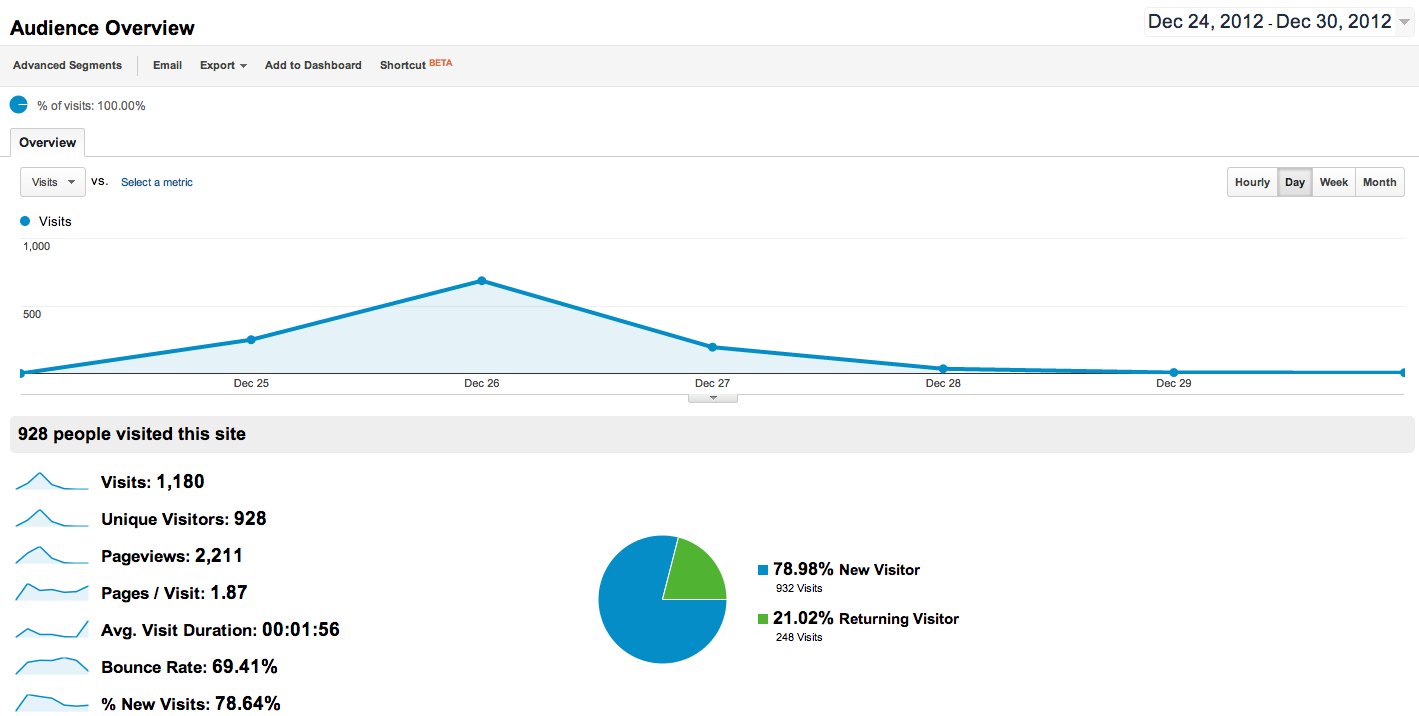 Audience Overview
Dec 24, 2012 - Dec 30, 2012
Advanced Segments Email Export Add to Dashboard Shortcut BETA
% of visits: 100.00%
Overview
Visits vs. Select a metric
Hourly Day Week Month
Visits
1,000
500
Dec 25 Dec 26 Dec 27 Dec 28 Dec 29
928 people visited this site
Visits: 1,180
Unique Visitors: 928
Pageviews: 2,211
Pages / Visit: 1.87
Avg. Visit Duration: 00:01:56
Bounce Rate: 69.41%
% New Visits: 78.64%
78.98% New Visitor
932 Visits
21.02% Returning Visitor
248 Visits